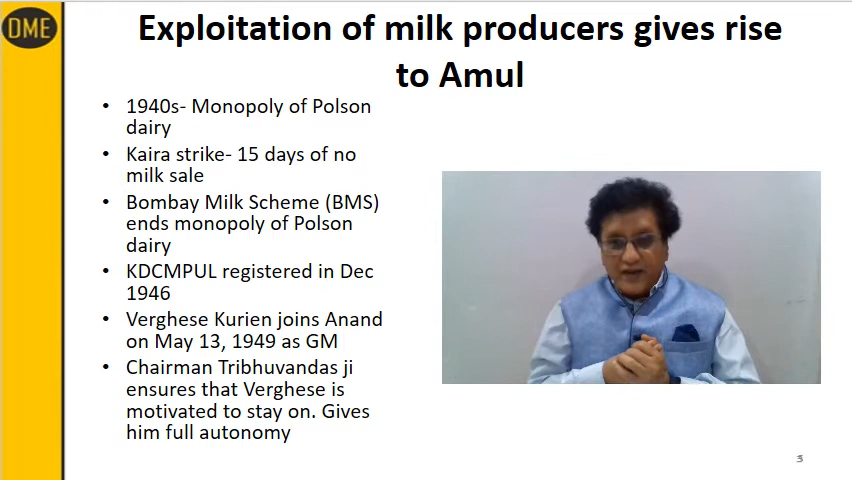 DME
Exploitation of milk producers gives rise
to Amul
• 1940s- Monopoly of Polson
dairy
• Kaira strike- 15 days of no
milk sale
• Bombay Milk Scheme (BMS)
ends monopoly of Polson
dairy
• KDCMPUL registered in Dec
1946
• Verghese Kurien joins Anand
on May 13, 1949 as GM
• Chairman Tribhuvandas ji
ensures that Verghese is
motivated to stay on. Gives
him full autonomy